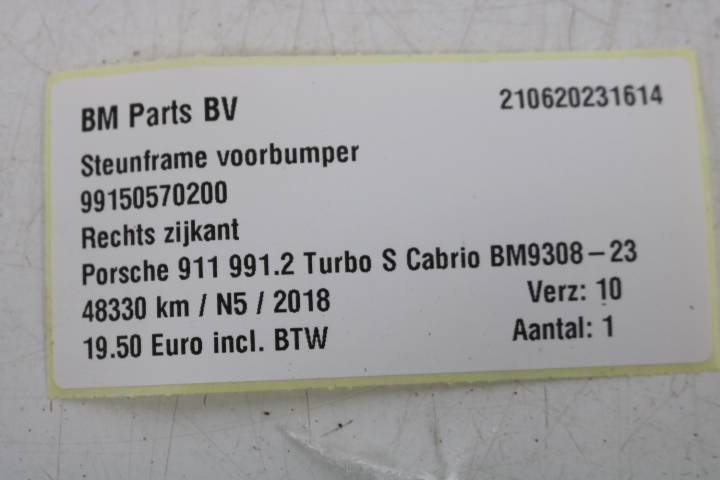 BM Parts BV 210620231614
Steunframe voorbumper
99150570200
Rechts zijkant
Porsche 911 991.2 Turbo S Cabrio BM9308-23
48330 km / N5 / 2018 Verz: 10
19.50 Euro incl. BTW Aantal: 1